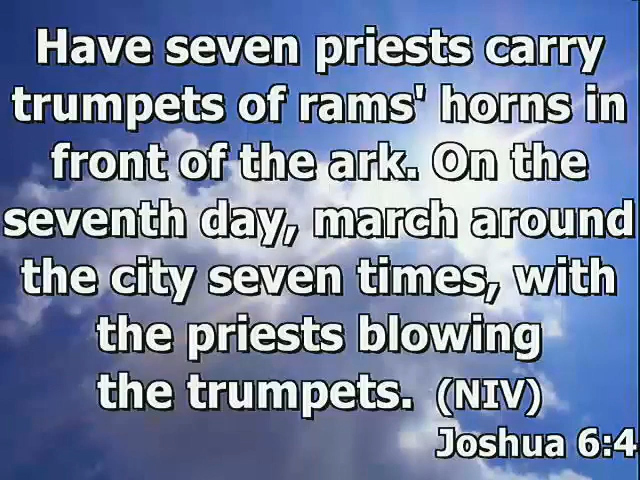 Have seven priests carry
trumpets of rams' horns in
front of the ark. On the
seventh day, march around
the city seven times, with
the priests blowing
the trumpets. (NIV)
Joshua 6:4